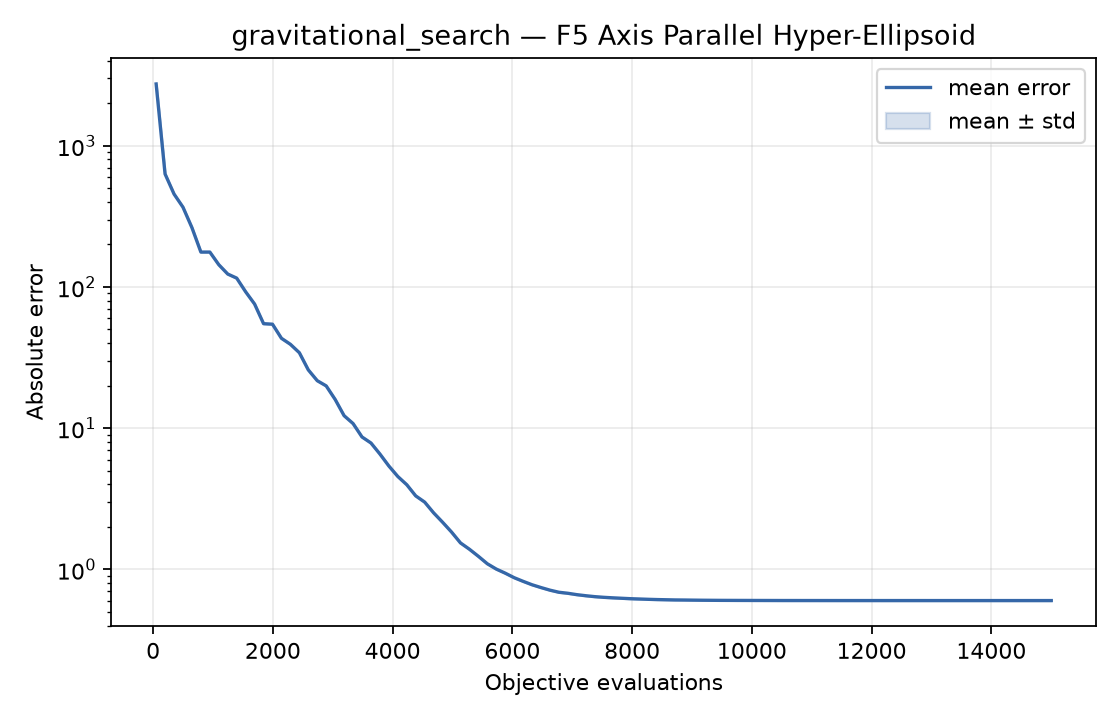 gravitational_search — F5 Axis Parallel Hyper-Ellipsoid
mean error
mean ± std
Absolute error
10³
10²
10¹
10⁰
0 2000 4000 6000 8000 10000 12000 14000
Objective evaluations